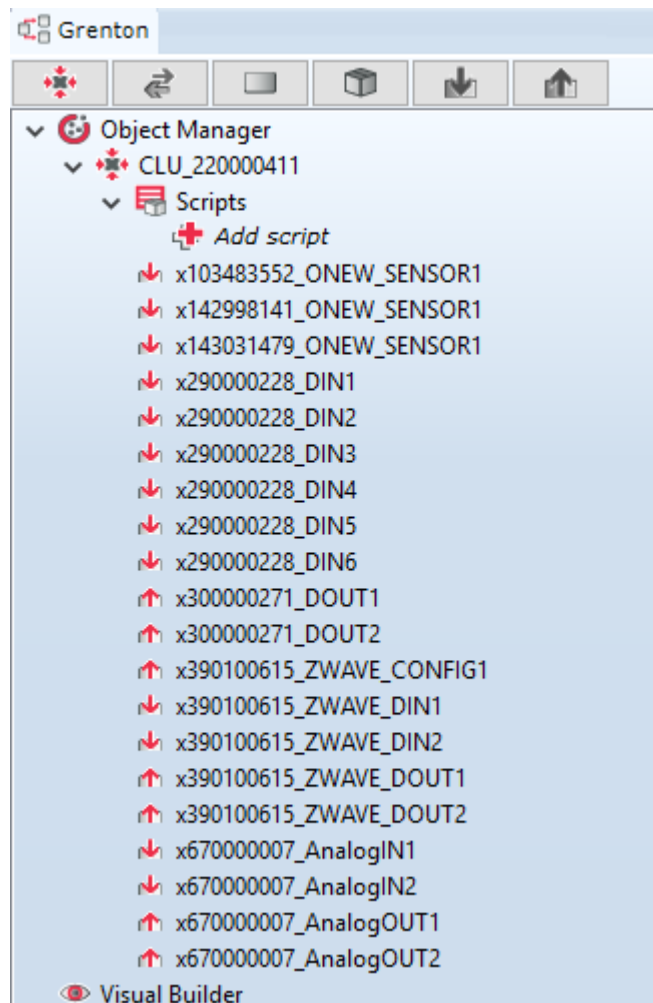 Grenton
Object Manager
CLU_220000411
Scripts
Add script
x103483552_ONEW_SENSOR1
x142998141_ONEW_SENSOR1
x143031479_ONEW_SENSOR1
x290000228_DIN1
x290000228_DIN2
x290000228_DIN3
x290000228_DIN4
x290000228_DIN5
x290000228_DIN6
x300000271_DOUT1
x300000271_DOUT2
x390100615_ZWAVE_CONFIG1
x390100615_ZWAVE_DIN1
x390100615_ZWAVE_DIN2
x390100615_ZWAVE_DOUT1
x390100615_ZWAVE_DOUT2
x670000007_AnalogIN1
x670000007_AnalogIN2
x670000007_AnalogOUT1
x670000007_AnalogOUT2
Visual Builder